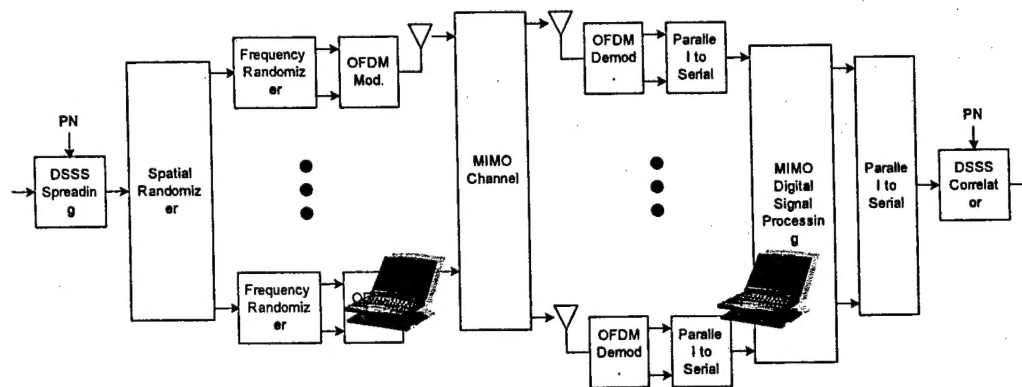 Frequency
Randomiz
er
OFDM
Mod.
OFDM
Demod
.
Paralle
l to
Serial
PN
DSSS
Spreadin
g
Spatial
Randomiz
er
MIMO
Channel
MIMO
Digital
Signal
Processin
g
Paralle
l to
Serial
PN
DSSS
Correlat
or
Frequency
Randomiz
er
OFDM
Demod
.
Paralle
l to
Serial